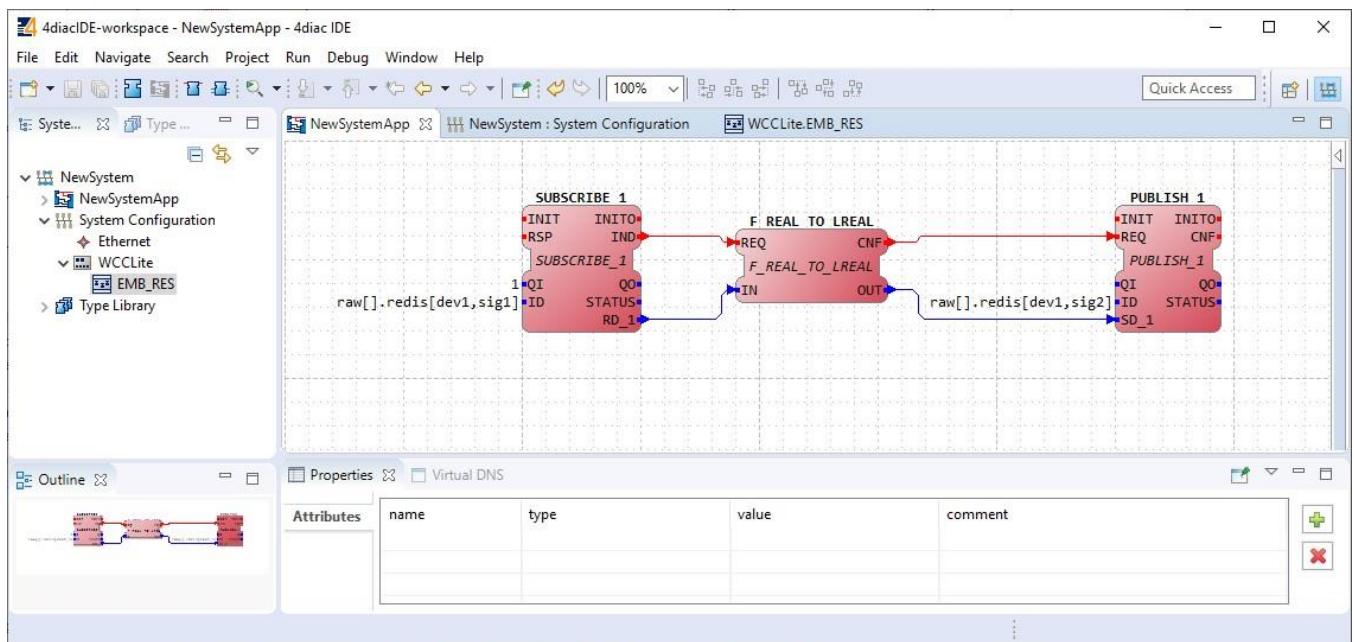 4diacIDE-workspace - NewSystemApp - 4diac IDE
File Edit Navigate Search Project Run Debug Window Help
100%
Quick Access
Syste...
Type ...
NewSystem
NewSystemApp
System Configuration
Ethernet
WCCLite
EMB_RES
Type Library
NewSystemApp
NewSystem : System Configuration
WCCLite.EMB_RES
SUBSCRIBE_1
INIT INITO
RSP IND
SUBSCRIBE_1
1 QI QO
raw[].redis[dev1,sig1] ID STATUS
RD_1
F_REAL_TO_LREAL
REQ CNF
F_REAL_TO_LREAL
IN OUT
PUBLISH_1
INIT INITO
REQ CNF
PUBLISH_1
QI QO
raw[].redis[dev1,sig2] ID STATUS
SD_1
Outline
Properties
Virtual DNS
Attributes
name type value comment